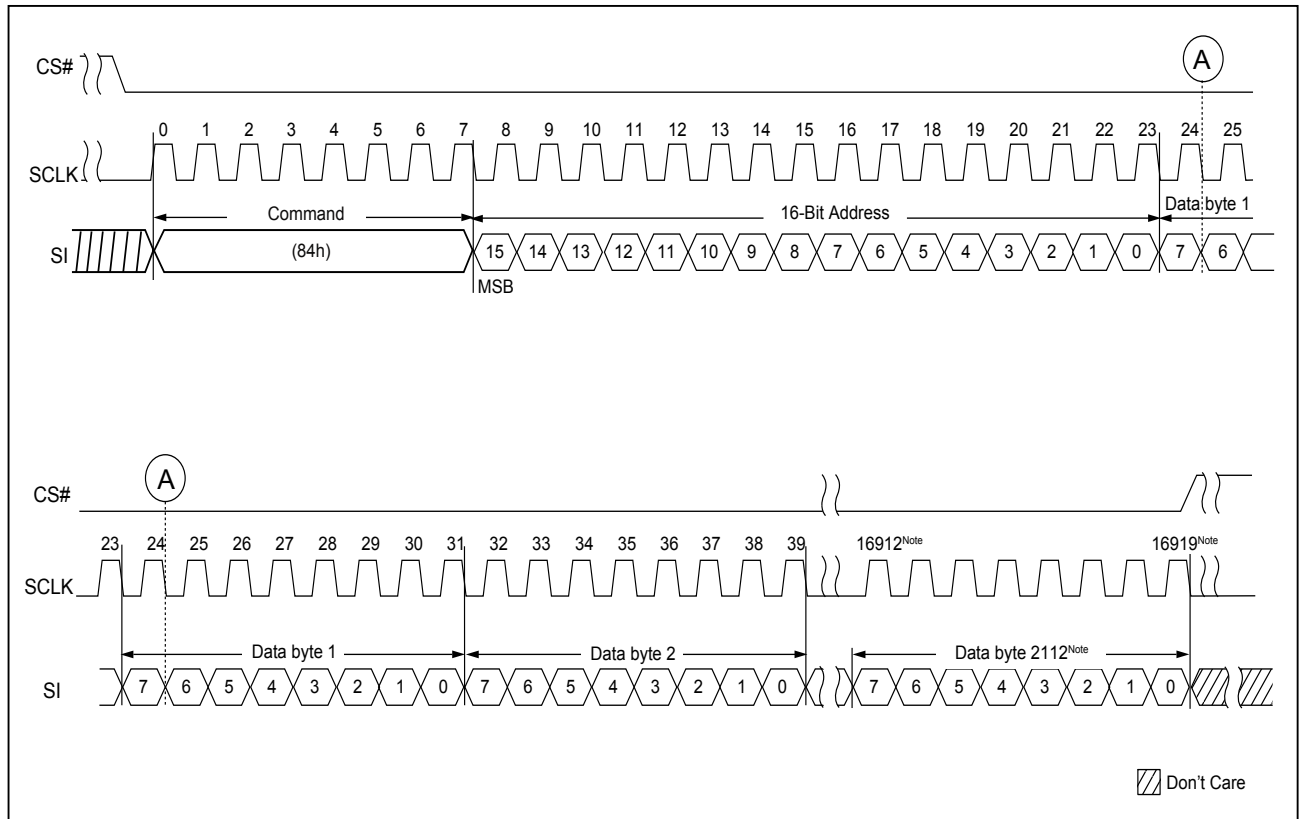 CS#
A
0 1 2 3 4 5 6 7 8 9 10 11 12 13 14 15 16 17 18 19 20 21 22 23 24 25
SCLK
Command 16-Bit Address Data byte 1
SI (84h) 15 14 13 12 11 10 9 8 7 6 5 4 3 2 1 0 7 6
MSB
A
CS#
23 24 25 26 27 28 29 30 31 32 33 34 35 36 37 38 39 16912Note 16919Note
SCLK
Data byte 1 Data byte 2 Data byte 2112Note
SI 7 6 5 4 3 2 1 0 7 6 5 4 3 2 1 0 7 6 5 4 3 2 1 0
Don't Care